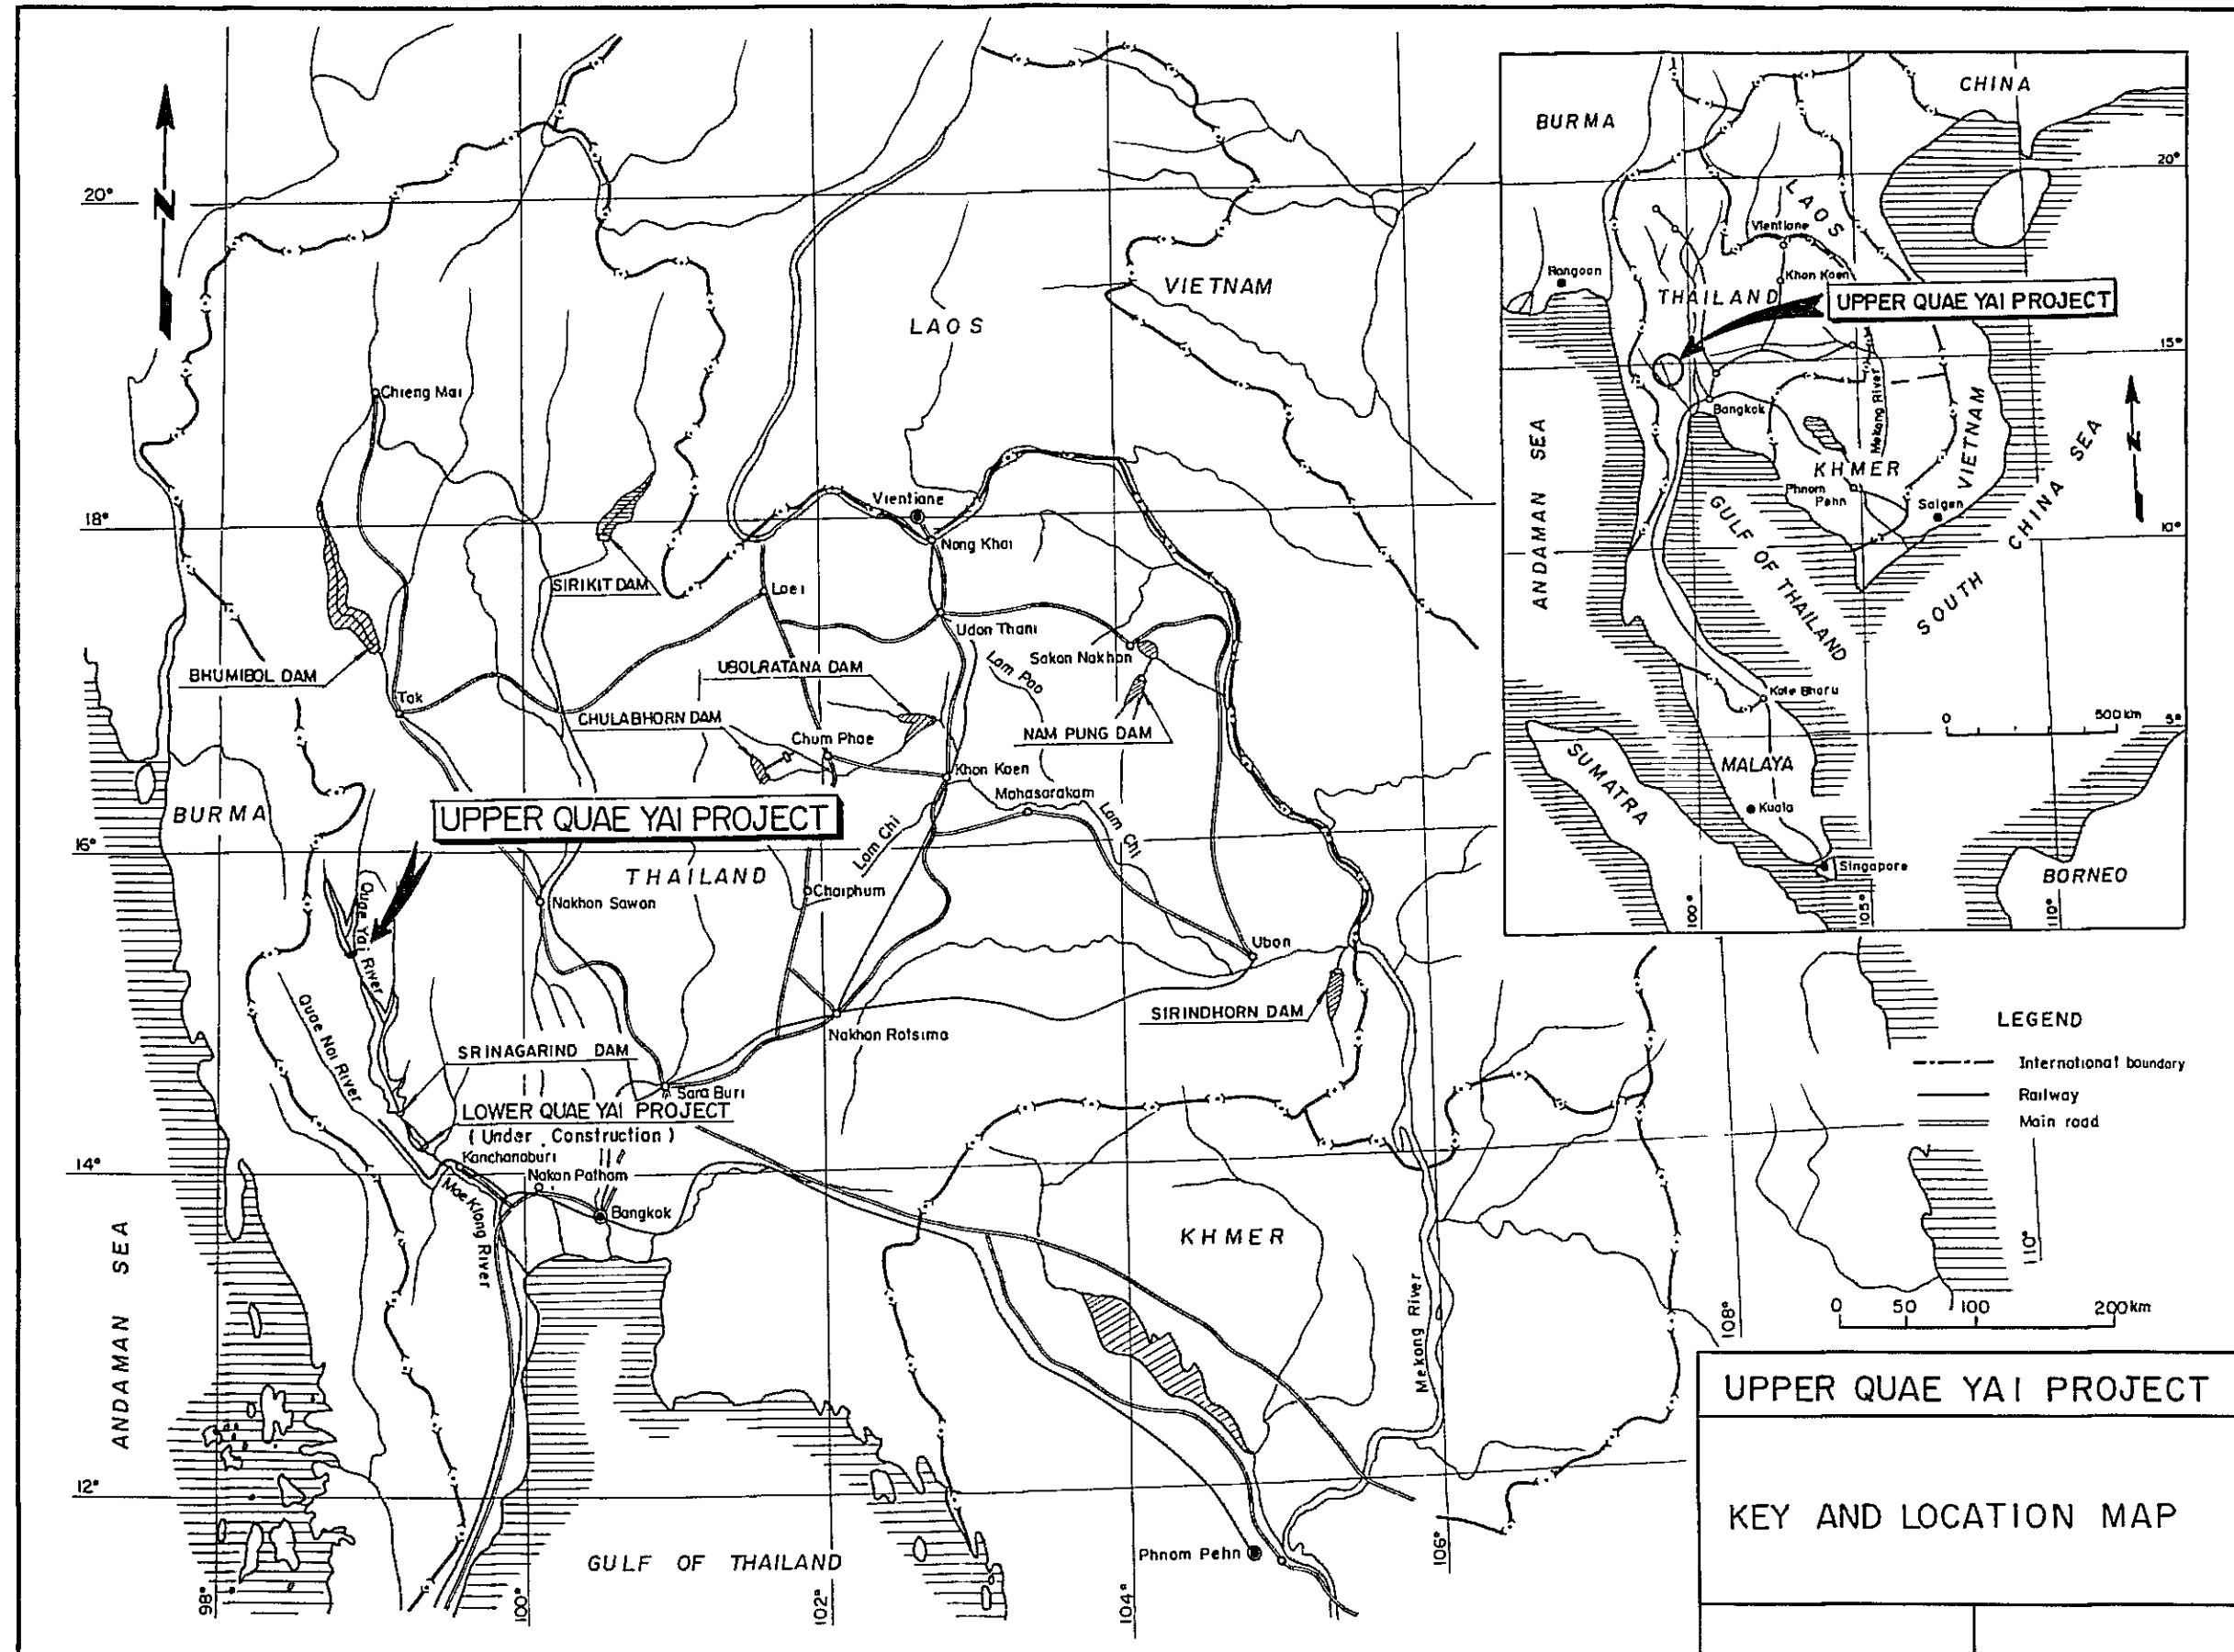 N
20°
18°
16°
14°
12°
98°
100°
102°
104°
106°
108°
110°
VIETNAM
LAOS
Chieng Mai
Vientiane
Nong Khai
SIRIKIT DAM
Loei
Udon Thani
BHUMIBOL DAM
UBOLRATANA DAM
Lam Pao
Sakon Nakhon
Tak
CHULABHORN DAM
Chum Phae
NAM PUNG DAM
Khon Kaen
BURMA
UPPER QUAE YAI PROJECT
Mahasarakam
Lam Chi
Lam Chi
THAILAND
Chaiphum
Quae Yai River
Nakhon Sawan
Ubon
Quae Noi River
SIRINDHORN DAM
Nakhon Ratsima
SRINAGARIND DAM
Sara Buri
LOWER QUAE YAI PROJECT
(Under Construction)
Kanchanaburi
Nakan Patham
Mae Klong River
Bangkok
KHMER
ANDAMAN SEA
Mekong River
GULF OF THAILAND
Phnom Pehn
CHINA
BURMA
20°
LAOS
Vientiane
Khon Kaen
Rangoon
THAILAND
UPPER QUAE YAI PROJECT
15°
Bangkok
Mekong River
VIETNAM
N
ANDAMAN SEA
KHMER
Phnom
Pehn
Saigon
10°
GULF OF THAILAND
SOUTH CHINA SEA
Kote Bharu
0 500km
5°
SUMATRA
MALAYA
Kuala
Singapore
BORNEO
100°
105°
110°
LEGEND
International boundary
Railway
Main road
0 50 100 200km
UPPER QUAE YAI PROJECT
KEY AND LOCATION MAP